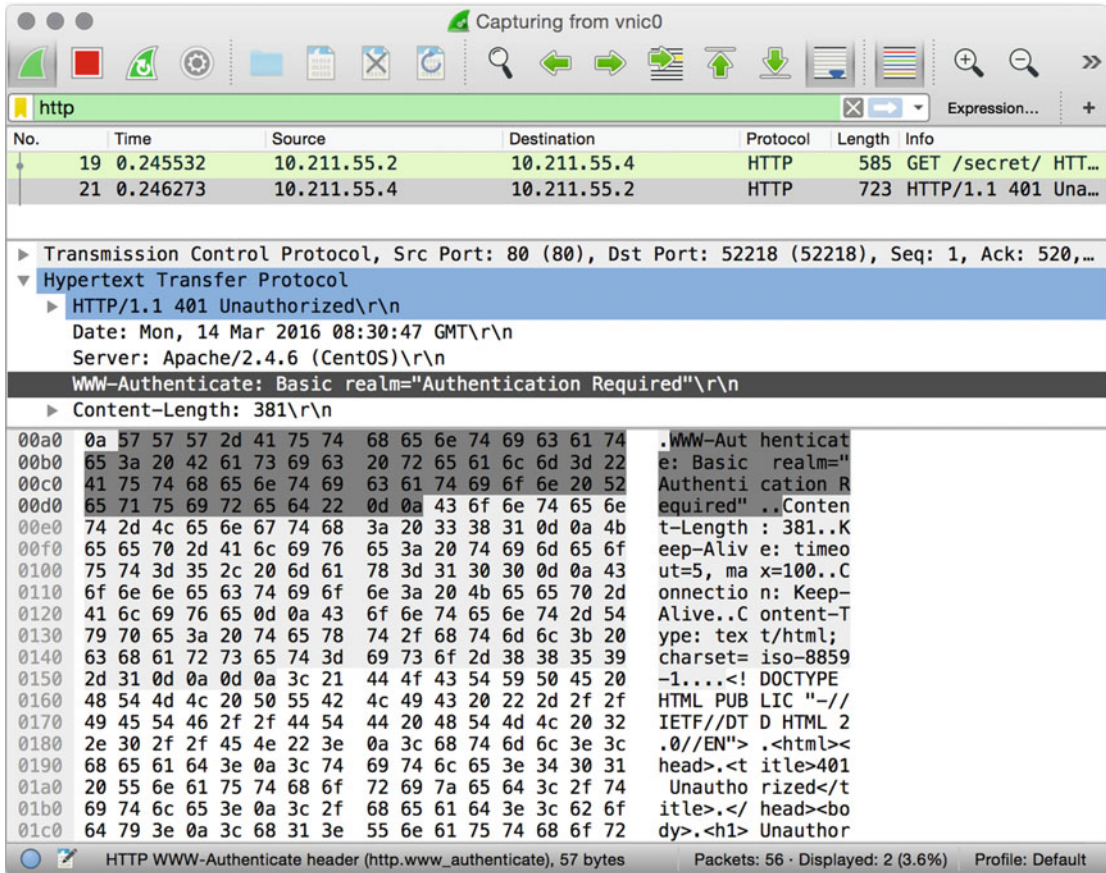 Capturing from vnic0
http Expression... +
No. Time Source Destination Protocol Length Info
19 0.245532 10.211.55.2 10.211.55.4 HTTP 585 GET /secret/ HTT…
21 0.246273 10.211.55.4 10.211.55.2 HTTP 723 HTTP/1.1 401 Una…
Transmission Control Protocol, Src Port: 80 (80), Dst Port: 52218 (52218), Seq: 1, Ack: 520,…
Hypertext Transfer Protocol
HTTP/1.1 401 Unauthorized\r\n
Date: Mon, 14 Mar 2016 08:30:47 GMT\r\n
Server: Apache/2.4.6 (CentOS)\r\n
WWW-Authenticate: Basic realm="Authentication Required"\r\n
Content-Length: 381\r\n
00a0 0a 57 57 57 2d 41 75 74 68 65 6e 74 69 63 61 74 .WWW-Aut henticat
00b0 65 3a 20 42 61 73 69 63 20 72 65 61 6c 6d 3d 22 e: Basic realm="
00c0 41 75 74 68 65 6e 74 69 63 61 74 69 6f 6e 20 52 Authenti cation R
00d0 65 71 75 69 72 65 64 22 0d 0a 43 6f 6e 74 65 6e equired" ..Conten
00e0 74 2d 4c 65 6e 67 74 68 3a 20 33 38 31 0d 0a 4b t-Length : 381..K
00f0 65 65 70 2d 41 6c 69 76 65 3a 20 74 69 6d 65 6f eep-Aliv e: timeo
0100 75 74 3d 35 2c 20 6d 61 78 3d 31 30 30 0d 0a 43 ut=5, ma x=100..C
0110 6f 6e 6e 65 63 74 69 6f 6e 3a 20 4b 65 65 70 2d onnectio n: Keep-
0120 41 6c 69 76 65 0d 0a 43 6f 6e 74 65 6e 74 2d 54 Alive..C ontent-T
0130 79 70 65 3a 20 74 65 78 74 2f 68 74 6d 6c 3b 20 ype: tex t/html;
0140 63 68 61 72 73 65 74 3d 69 73 6f 2d 38 38 35 39 charset= iso-8859
0150 2d 31 0d 0a 0d 0a 3c 21 44 4f 43 54 59 50 45 20 -1....<! DOCTYPE
0160 48 54 4d 4c 20 50 55 42 4c 49 43 20 22 2d 2f 2f HTML PUB LIC "-//
0170 49 45 54 46 2f 2f 44 54 44 20 48 54 4d 4c 20 32 IETF//DT D HTML 2
0180 2e 30 2f 2f 45 4e 22 3e 0a 3c 68 74 6d 6c 3e 3c .0//EN"> .<html><
0190 68 65 61 64 3e 0a 3c 74 69 74 6c 65 3e 34 30 31 head>.<t itle>401
01a0 20 55 6e 61 75 74 68 6f 72 69 7a 65 64 3c 2f 74 Unautho rized</t
01b0 69 74 6c 65 3e 0a 3c 2f 68 65 61 64 3e 3c 62 6f itle>.</ head><bo
01c0 64 79 3e 0a 3c 68 31 3e 55 6e 61 75 74 68 6f 72 dy>.<h1> Unauthor
HTTP WWW-Authenticate header (http.www_authenticate), 57 bytes Packets: 56 · Displayed: 2 (3.6%) Profile: Default